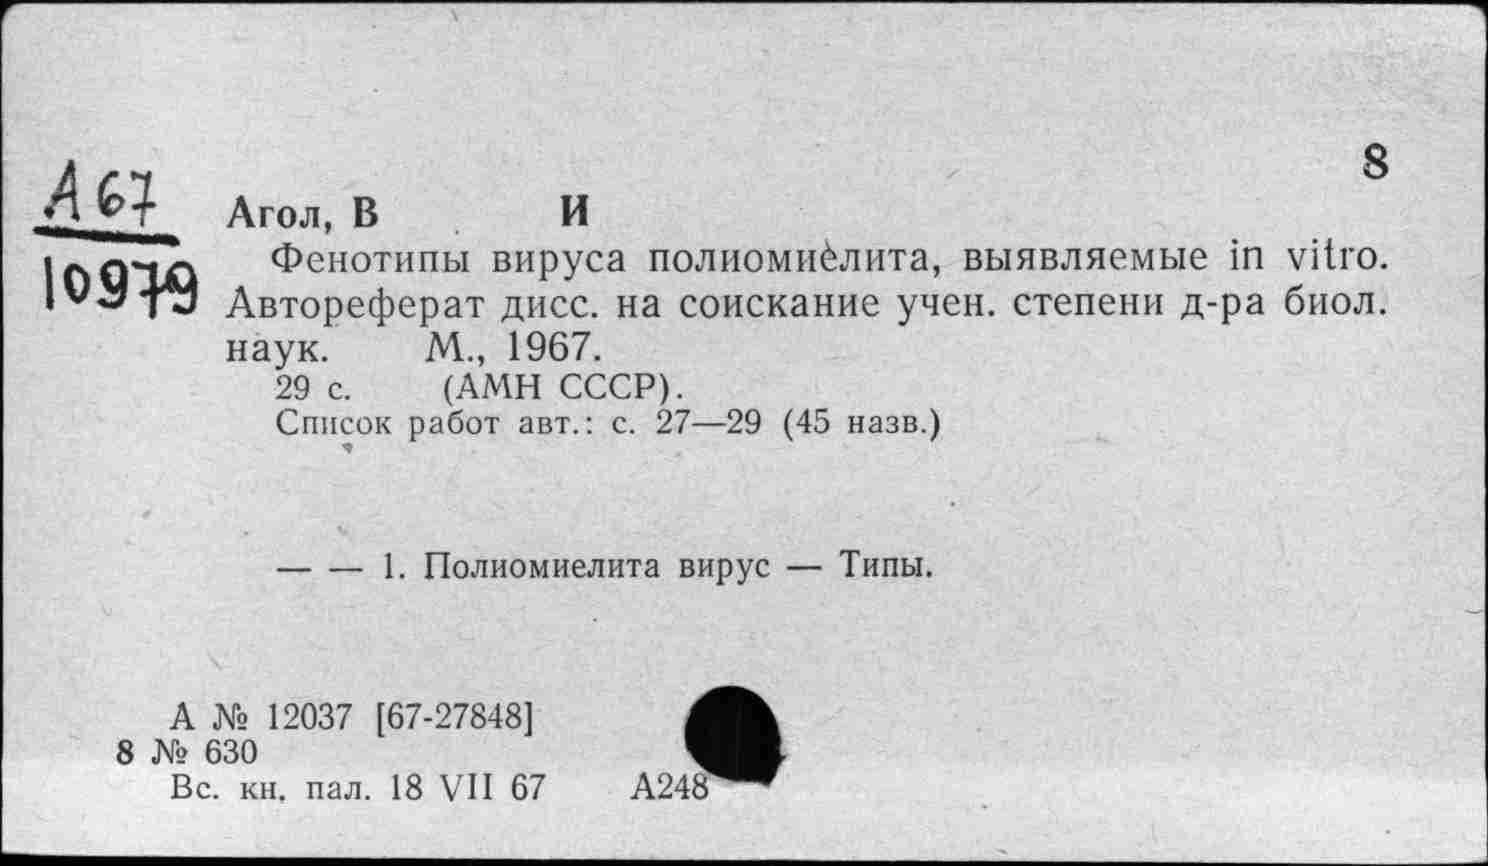 8
А67
10979
Агол, В И
Фенотипы вируса полиомиелита, выявляемые in vitro.
Автореферат дисс. на соискание учен. степени д-ра биол.
наук. М., 1967.
29 с. (АМН СССР).
Список работ авт.: с. 27—29 (45 назв.)
— — 1. Полиомиелита вирус — Типы.
А № 12037 [67-27848]
8 № 630
Вс. кн. пал. 18 VII 67 А248